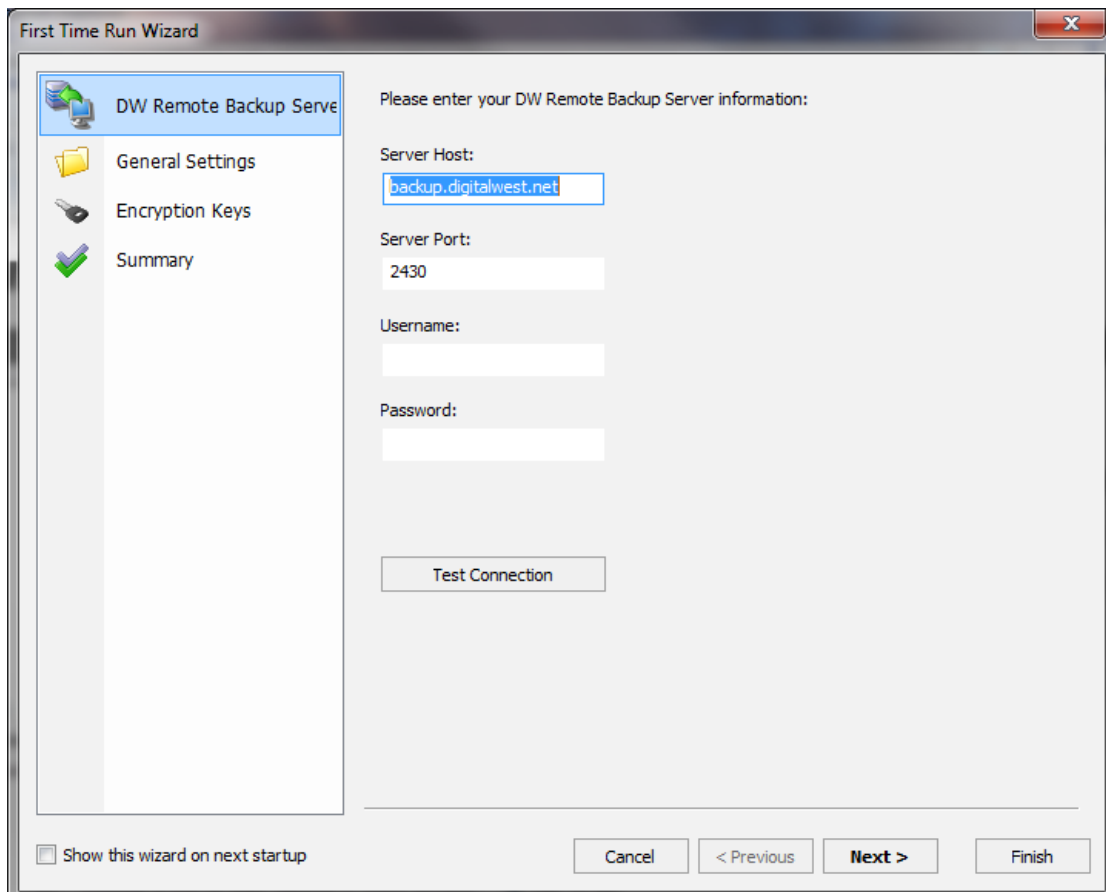 First Time Run Wizard
DW Remote Backup Serve
General Settings
Encryption Keys
Summary
Please enter your DW Remote Backup Server information:
Server Host:
backup.digitalwest.net
Server Port:
2430
Username:
Password:
Test Connection
Show this wizard on next startup
Cancel
< Previous
Next >
Finish